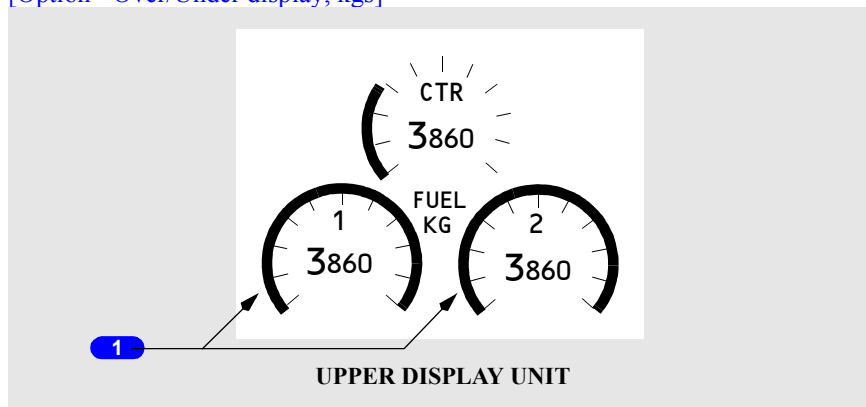 [Option - Over/Under display, kgs]
CTR
3860
FUEL
KG
1
2
3860
3860
1
UPPER DISPLAY UNIT